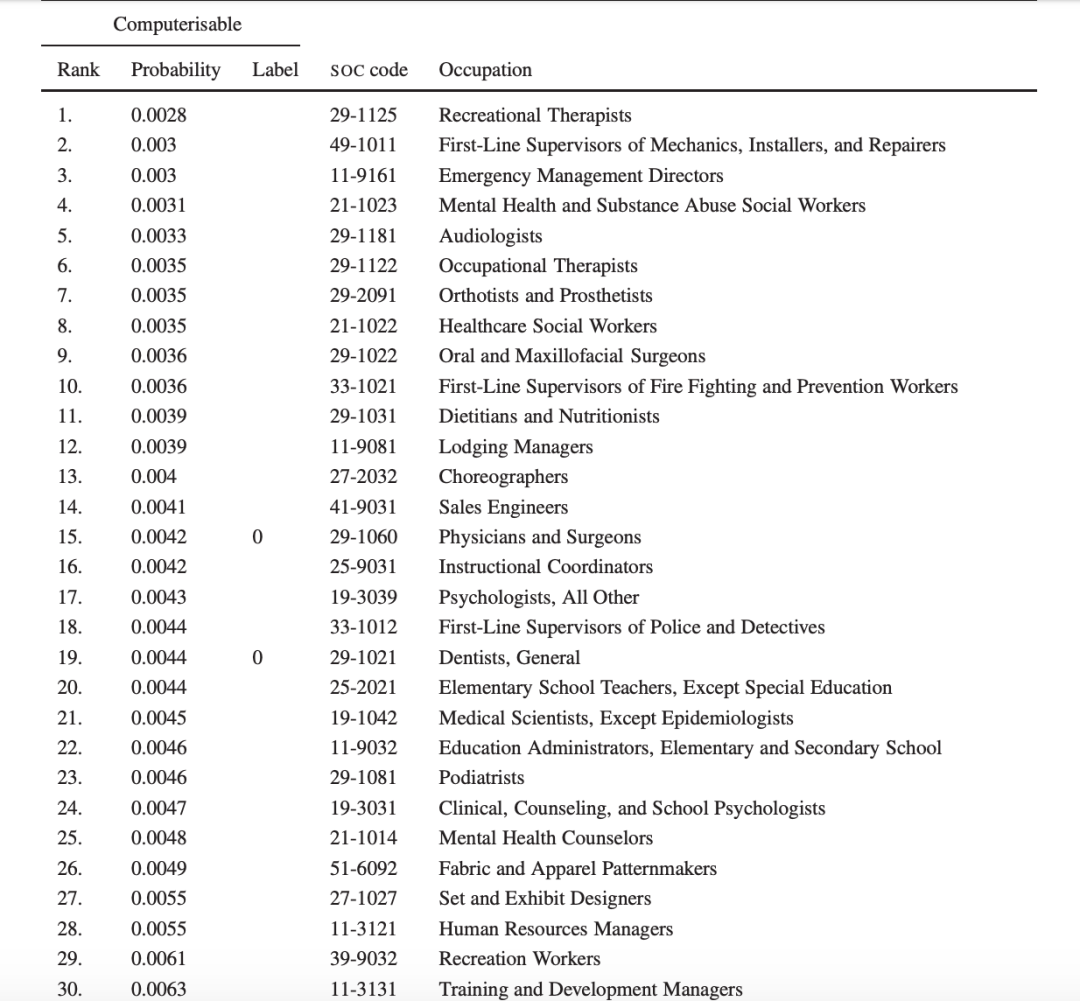 Computerisable
Rank Probability Label SOC code Occupation
1. 0.0028 29-1125 Recreational Therapists
2. 0.003 49-1011 First-Line Supervisors of Mechanics, Installers, and Repairers
3. 0.003 11-9161 Emergency Management Directors
4. 0.0031 21-1023 Mental Health and Substance Abuse Social Workers
5. 0.0033 29-1181 Audiologists
6. 0.0035 29-1122 Occupational Therapists
7. 0.0035 29-2091 Orthotists and Prosthetists
8. 0.0035 21-1022 Healthcare Social Workers
9. 0.0036 29-1022 Oral and Maxillofacial Surgeons
10. 0.0036 33-1021 First-Line Supervisors of Fire Fighting and Prevention Workers
11. 0.0039 29-1031 Dietitians and Nutritionists
12. 0.0039 11-9081 Lodging Managers
13. 0.004 27-2032 Choreographers
14. 0.0041 41-9031 Sales Engineers
15. 0.0042 0 29-1060 Physicians and Surgeons
16. 0.0042 25-9031 Instructional Coordinators
17. 0.0043 19-3039 Psychologists, All Other
18. 0.0044 33-1012 First-Line Supervisors of Police and Detectives
19. 0.0044 0 29-1021 Dentists, General
20. 0.0044 25-2021 Elementary School Teachers, Except Special Education
21. 0.0045 19-1042 Medical Scientists, Except Epidemiologists
22. 0.0046 11-9032 Education Administrators, Elementary and Secondary School
23. 0.0046 29-1081 Podiatrists
24. 0.0047 19-3031 Clinical, Counseling, and School Psychologists
25. 0.0048 21-1014 Mental Health Counselors
26. 0.0049 51-6092 Fabric and Apparel Patternmakers
27. 0.0055 27-1027 Set and Exhibit Designers
28. 0.0055 11-3121 Human Resources Managers
29. 0.0061 39-9032 Recreation Workers
30. 0.0063 11-3131 Training and Development Managers